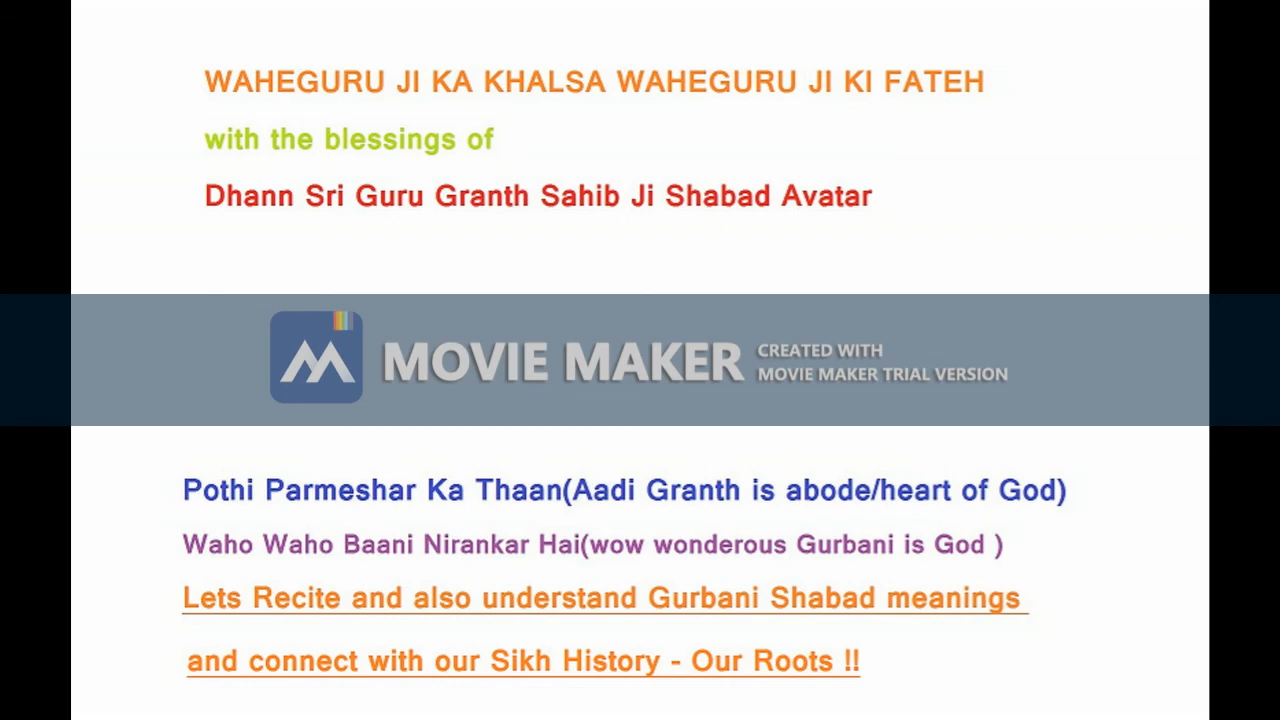 WAHEGURU JI KA KHALSA WAHEGURU JI KI FATEH
with the blessings of
Dhann Sri Guru Granth Sahib Ji Shabad Avatar
MOVIE MAKER
CREATED WITH
MOVIE MAKER TRIAL VERSION
Pothi Parmeshar Ka Thaan(Aadi Granth is abode/heart of God)
Waho Waho Baani Nirankar Hai(wow wonderous Gurbani is God )
Lets Recite and also understand Gurbani Shabad meanings
and connect with our Sikh History - Our Roots !!